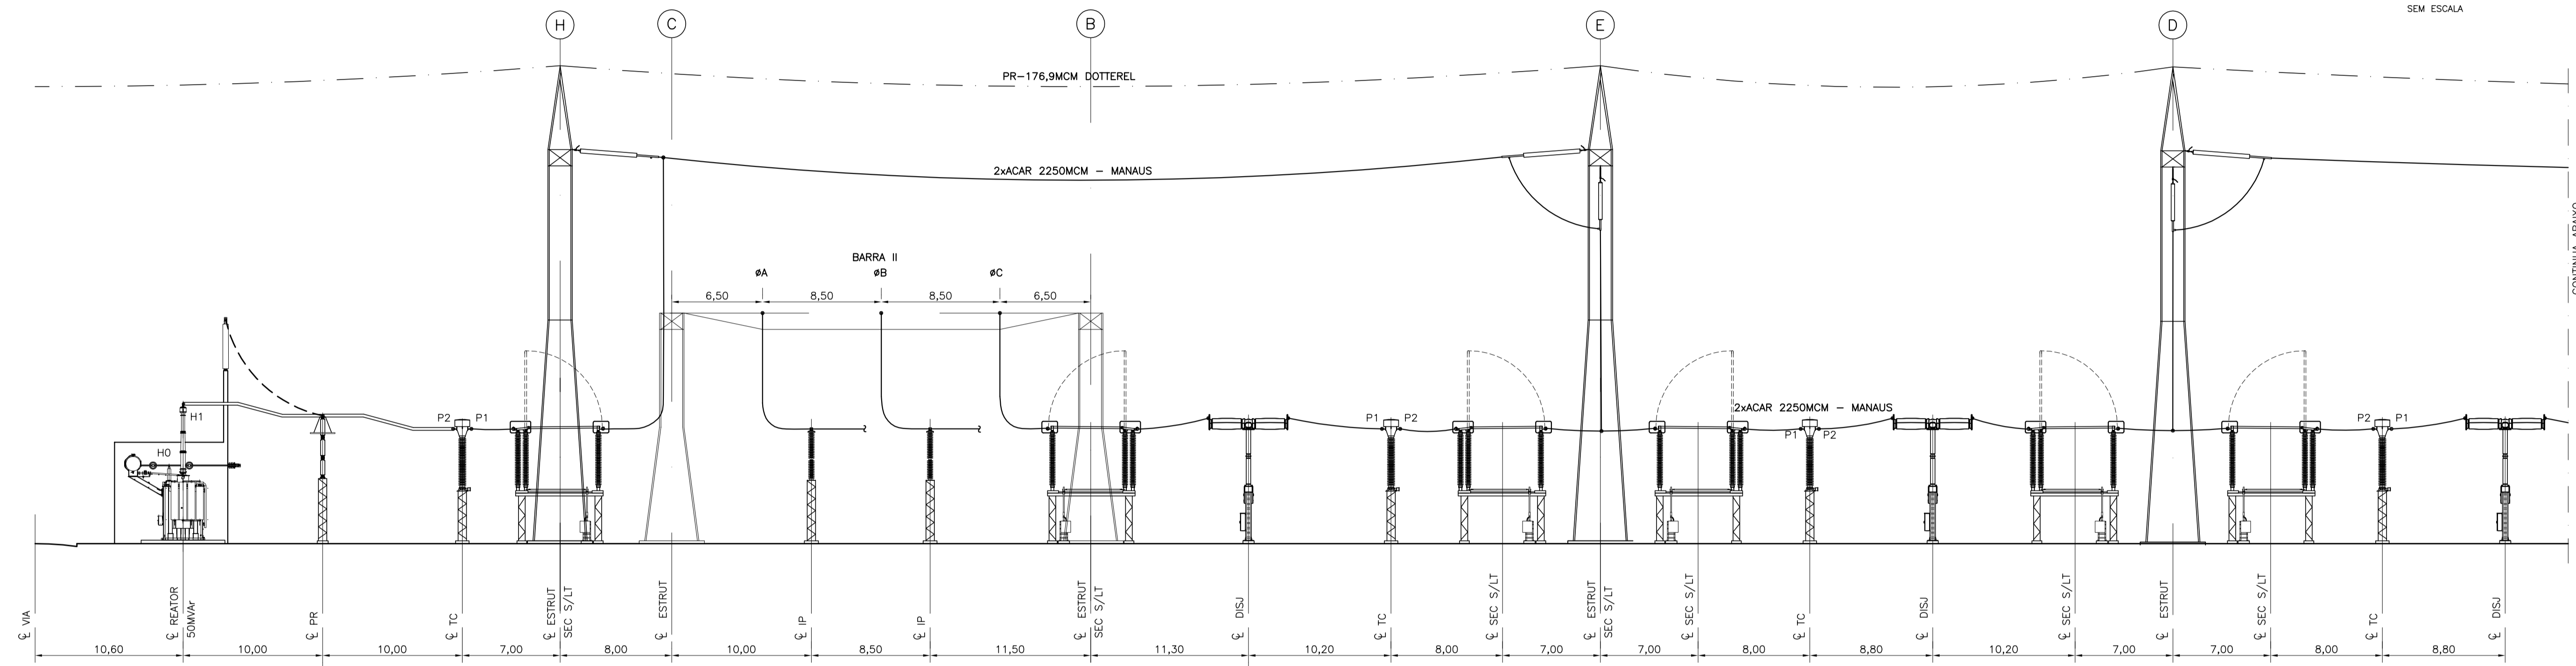 SEM ESCALA
H
C
B
E
D
PR-176,9MCM DOTTEREL
2xACAR 2250MCM - MANAUS
CONTINUA ABAIXO
BARRA II
øA
øB
øC
6,50
8,50
8,50
6,50
2xACAR 2250MCM - MANAUS
H1
H0
P2 P1
P1 P2
P1 P2
P2 P1
℄ VIA
℄ REATOR
50MVAr
℄ PR
℄ TC
℄ ESTRUT
SEC S/LT
℄ ESTRUT
℄ IP
℄ IP
℄ ESTRUT
SEC S/LT
℄ DISJ
℄ TC
℄ SEC S/LT
℄ ESTRUT
SEC S/LT
℄ SEC S/LT
℄ TC
℄ DISJ
℄ SEC S/LT
℄ ESTRUT
℄ SEC S/LT
℄ TC
℄ DISJ
10,60
10,00
10,00
7,00
8,00
10,00
8,50
11,50
11,30
10,20
8,00
7,00
7,00
8,00
8,80
10,20
7,00
7,00
8,00
8,80